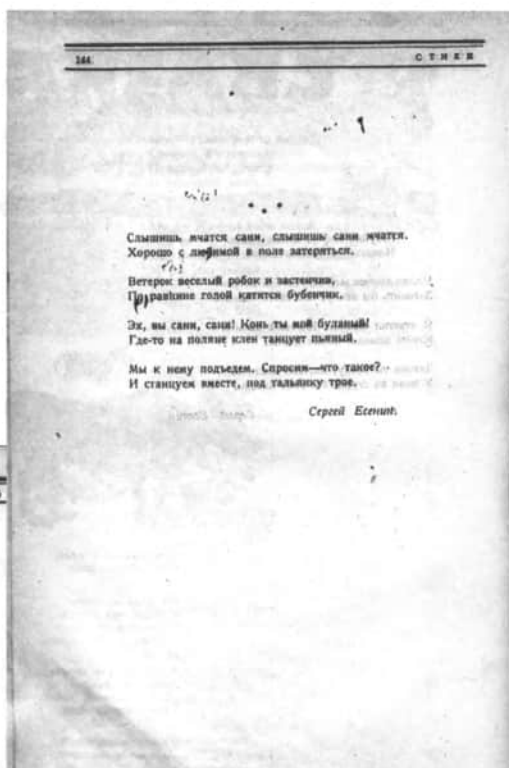 144
СТИХИ
* * *
Слышишь мчатся сани, слышишь сани мчатся.
Хорошо с любимой в поле затеряться.
Ветерок веселый робок и застенчив,
По равнине голой катится бубенчик.
Эх, вы сани, сани! Конь ты мой буланый!
Где-то на поляне клен танцует пьяный.
Мы к нему подъедем. Спросим—что такое?
И станцуем вместе, под тальянку трое.
Сергей Есенин.